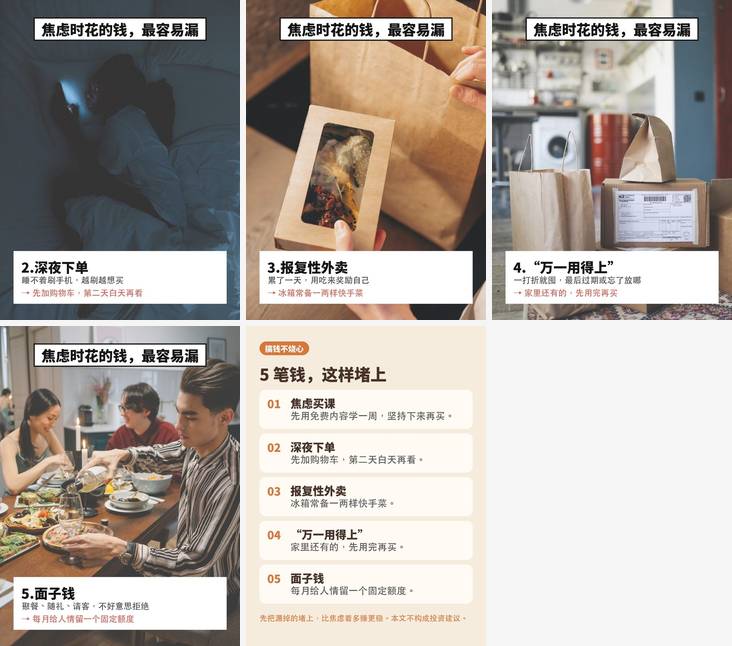 焦虑时花的钱，最容易漏
2.深夜下单
睡不着刷手机，越刷越想买
→ 先加购物车，第二天白天再看
焦虑时花的钱，最容易漏
3.报复性外卖
累了一天，用吃来奖励自己
→ 冰箱常备一两样快手菜
焦虑时花的钱，最容易漏
4.“万一用得上”
一打折就囤，最后过期或忘了放哪
→ 家里还有的，先用完再买
焦虑时花的钱，最容易漏
5.面子钱
聚餐、随礼、请客，不好意思拒绝
→ 每月给人情留一个固定额度
搞钱不烧心
5 笔钱，这样堵上
01 焦虑买课
先用免费内容学一周，坚持下来再买。
02 深夜下单
先加购物车，第二天白天再看。
03 报复性外卖
冰箱常备一两样快手菜。
04 “万一用得上”
家里还有的，先用完再买。
05 面子钱
每月给人情留一个固定额度。
先把漏掉的堵上，比焦虑着多赚更稳。本文不构成投资建议。